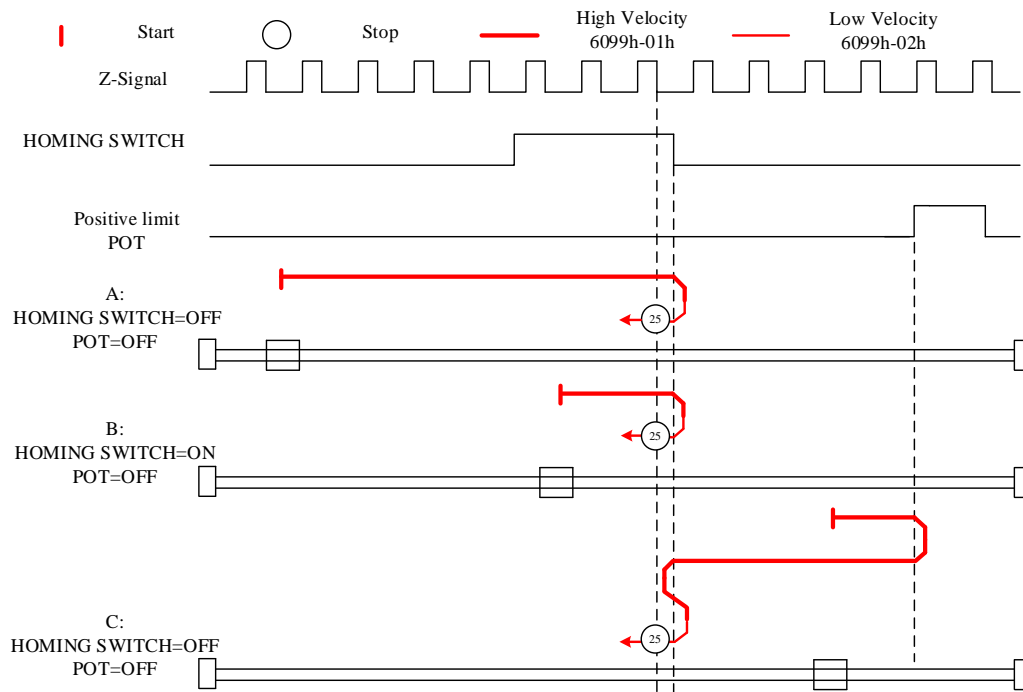 Start
Stop
High Velocity
6099h-01h
Low Velocity
6099h-02h
Z-Signal
HOMING SWITCH
Positive limit
POT
A:
HOMING SWITCH=OFF
POT=OFF
25
B:
HOMING SWITCH=ON
POT=OFF
25
C:
HOMING SWITCH=OFF
POT=OFF
25